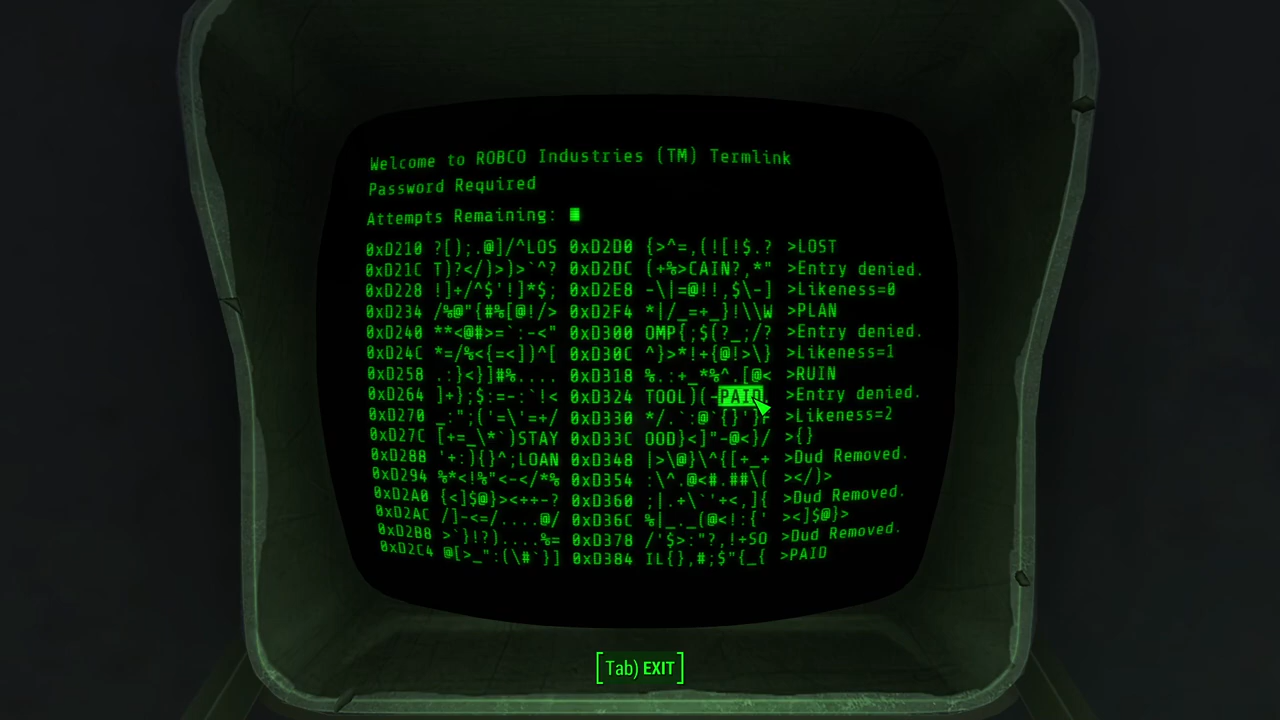 Welcome to ROBCO Industries (TM) Termlink
Password Required
Attempts Remaining: ■
0xD210 ?[);.@]/^LOS 0xD2D0 {>^=,(![!$.? >LOST
0xD21C T)?</)>)>`^? 0xD2DC (+%>CAIN?,*" >Entry denied.
0xD228 !]+/^$'!]*$; 0xD2E8 -\|=@!!,$\-] >Likeness=0
0xD234 /%@"{#%[@!/> 0xD2F4 *|/_=+_}!\\W >PLAN
0xD240 **<@#>=`:-<" 0xD300 OMP{;$(?_;/? >Entry denied.
0xD24C *=/%<{=<])^[ 0xD30C ^}>*!+{@!>\} >Likeness=1
0xD258 .:}<}]#%.... 0xD318 %.:+_*%^.[@< >RUIN
0xD264 ]+};$:=-:`!< 0xD324 TOOL)(-PAID >Entry denied.
0xD270 _:";('=\'=+/ 0xD330 */.`:@`{}'}F >Likeness=2
0xD27C [+=_\*`)STAY 0xD33C OOD}<]"-@<}/ >{}
0xD288 '+:){}^;LOAN 0xD348 |>\@}\^{[+_+ >Dud Removed.
0xD294 %*<!%"<-</*% 0xD354 :\^.@<#.##\( ></)>
0xD2A0 {<]$@}><++-? 0xD360 ;|.+\`'+<,]{ >Dud Removed.
0xD2AC /]-<=/....@/ 0xD36C %|_._(@<!:{' ><]$@}>
0xD2B8 >`}!?)....%= 0xD378 /'$>:"?,!+SO >Dud Removed.
0xD2C4 @[>_":(\#`}] 0xD384 IL{},#;$"{_{ >PAID
[Tab) EXIT]